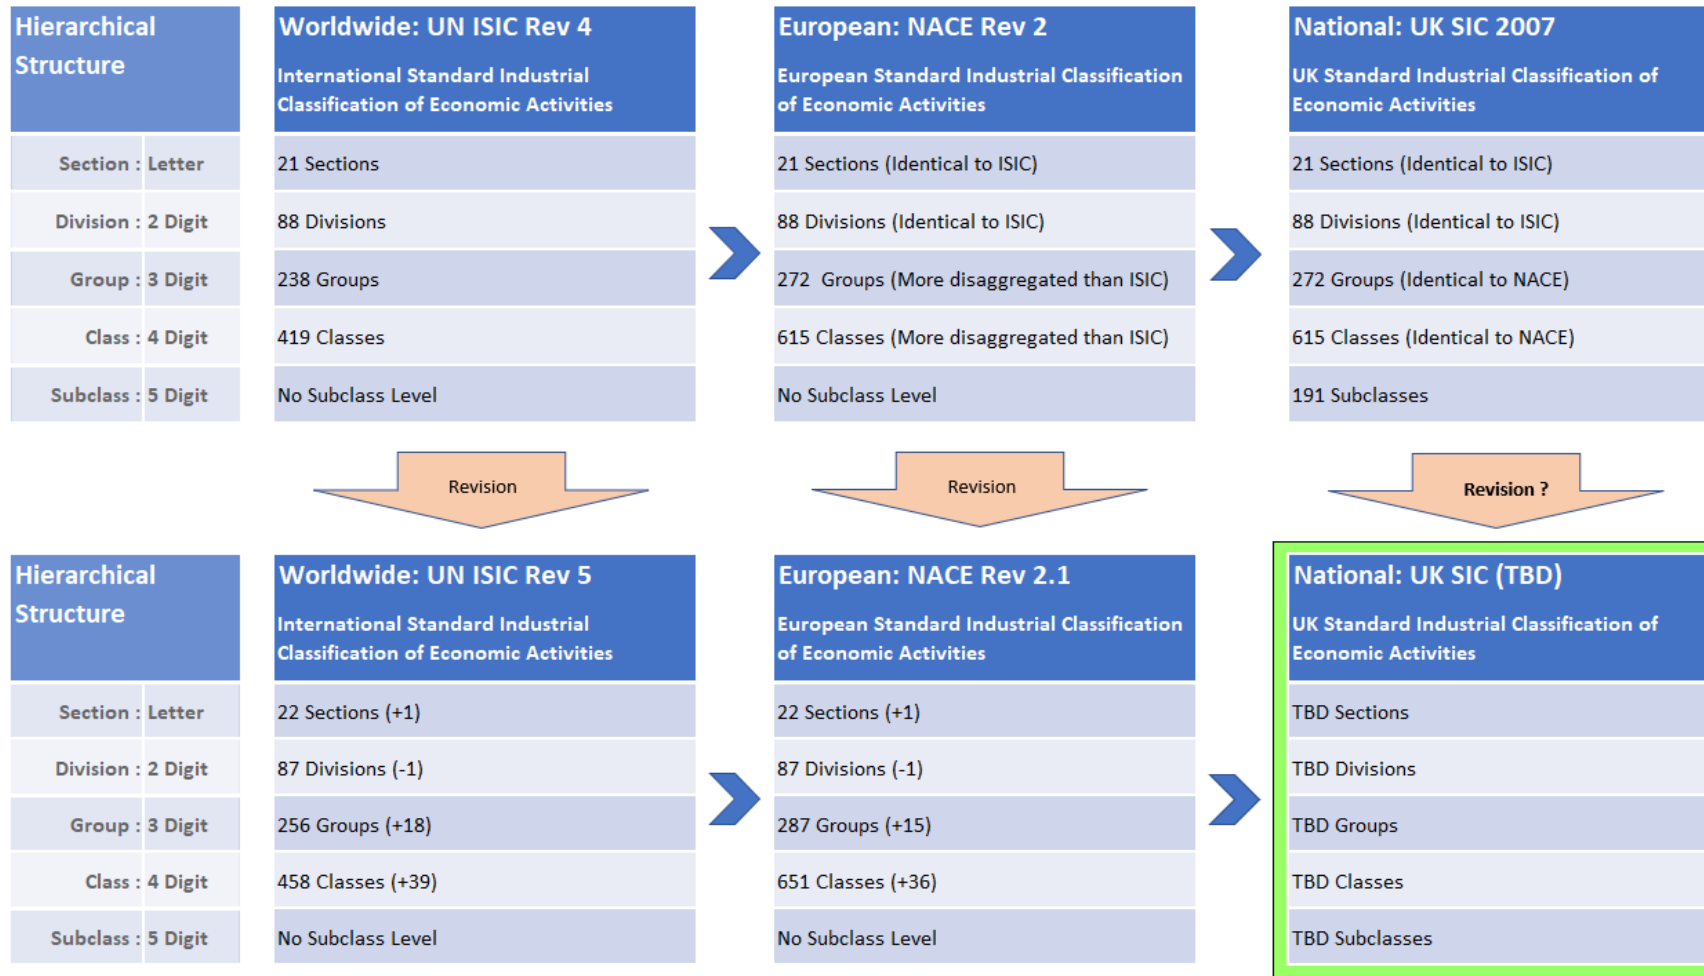 Hierarchical
Structure
Worldwide: UN ISIC Rev 4
International Standard Industrial
Classification of Economic Activities
European: NACE Rev 2
European Standard Industrial Classification
of Economic Activities
National: UK SIC 2007
UK Standard Industrial Classification of
Economic Activities
Section : Letter
21 Sections
21 Sections (Identical to ISIC)
21 Sections (Identical to ISIC)
Division : 2 Digit
88 Divisions
88 Divisions (Identical to ISIC)
88 Divisions (Identical to ISIC)
Group : 3 Digit
238 Groups
272  Groups (More disaggregated than ISIC)
272 Groups (Identical to NACE)
Class : 4 Digit
419 Classes
615 Classes (More disaggregated than ISIC)
615 Classes (Identical to NACE)
Subclass : 5 Digit
No Subclass Level
No Subclass Level
191 Subclasses
Revision
Revision
Revision ?
Hierarchical
Structure
Worldwide: UN ISIC Rev 5
International Standard Industrial
Classification of Economic Activities
European: NACE Rev 2.1
European Standard Industrial Classification
of Economic Activities
National: UK SIC (TBD)
UK Standard Industrial Classification of
Economic Activities
Section : Letter
22 Sections (+1)
22 Sections (+1)
TBD Sections
Division : 2 Digit
87 Divisions (-1)
87 Divisions (-1)
TBD Divisions
Group : 3 Digit
256 Groups (+18)
287 Groups (+15)
TBD Groups
Class : 4 Digit
458 Classes (+39)
651 Classes (+36)
TBD Classes
Subclass : 5 Digit
No Subclass Level
No Subclass Level
TBD Subclasses